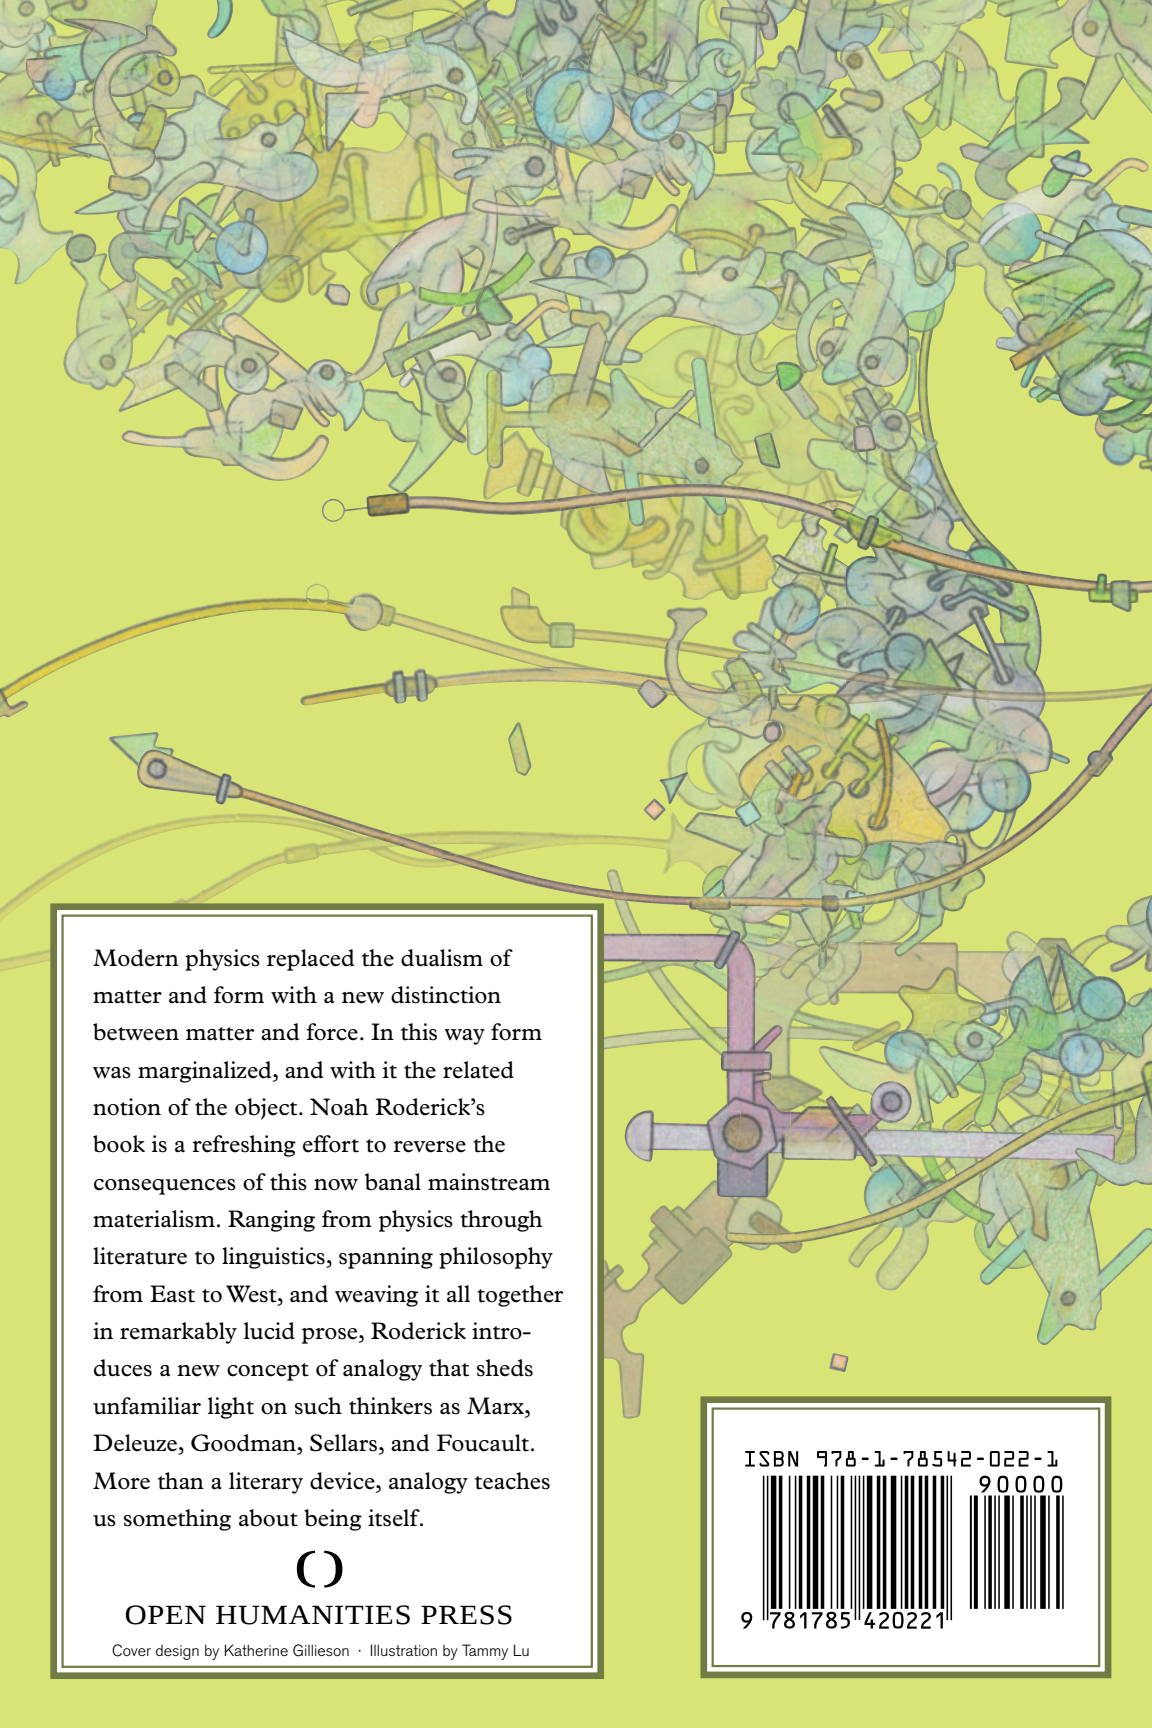 Modern physics replaced the dualism of
matter and form with a new distinction
between matter and force. In this way form
was marginalized, and with it the related
notion of the object. Noah Roderick’s
book is a refreshing effort to reverse the
consequences of this now banal mainstream
materialism. Ranging from physics through
literature to linguistics, spanning philosophy
from East to West, and weaving it all together
in remarkably lucid prose, Roderick intro-
duces a new concept of analogy that sheds
unfamiliar light on such thinkers as Marx,
Deleuze, Goodman, Sellars, and Foucault.
More than a literary device, analogy teaches
us something about being itself.
OPEN HUMANITIES PRESS
Cover design by Katherine Gillieson · Illustration by Tammy Lu
ISBN 978-1-78542-022-1
90000
9 781785 420221